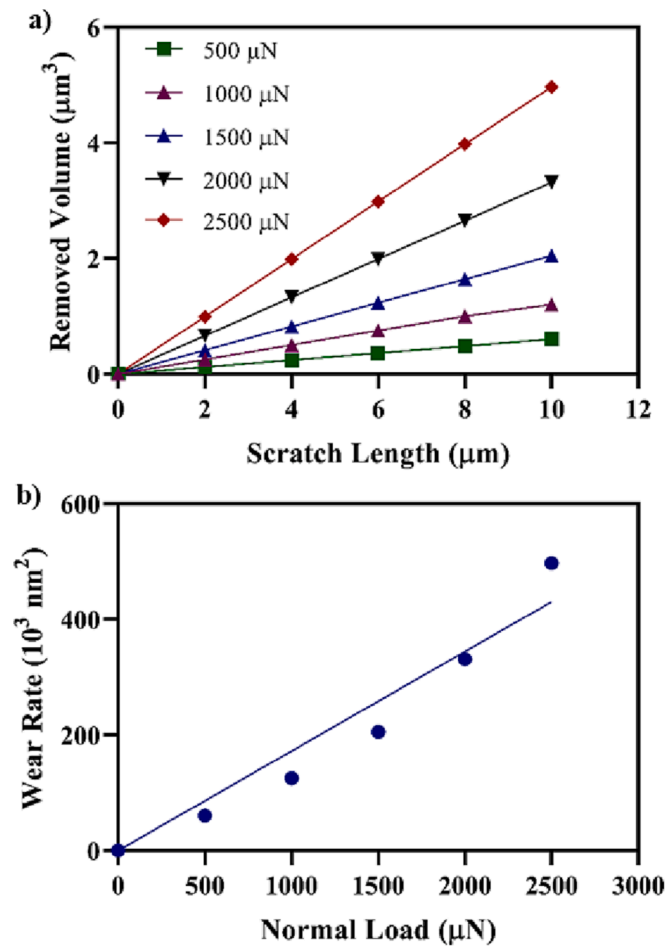 a)
6
4
2
0
Removed Volume (μm³)
500 μN
1000 μN
1500 μN
2000 μN
2500 μN
0 2 4 6 8 10 12
Scratch Length (μm)
b)
600
400
200
0
Wear Rate (10³ nm²)
0 500 1000 1500 2000 2500 3000
Normal Load (μN)